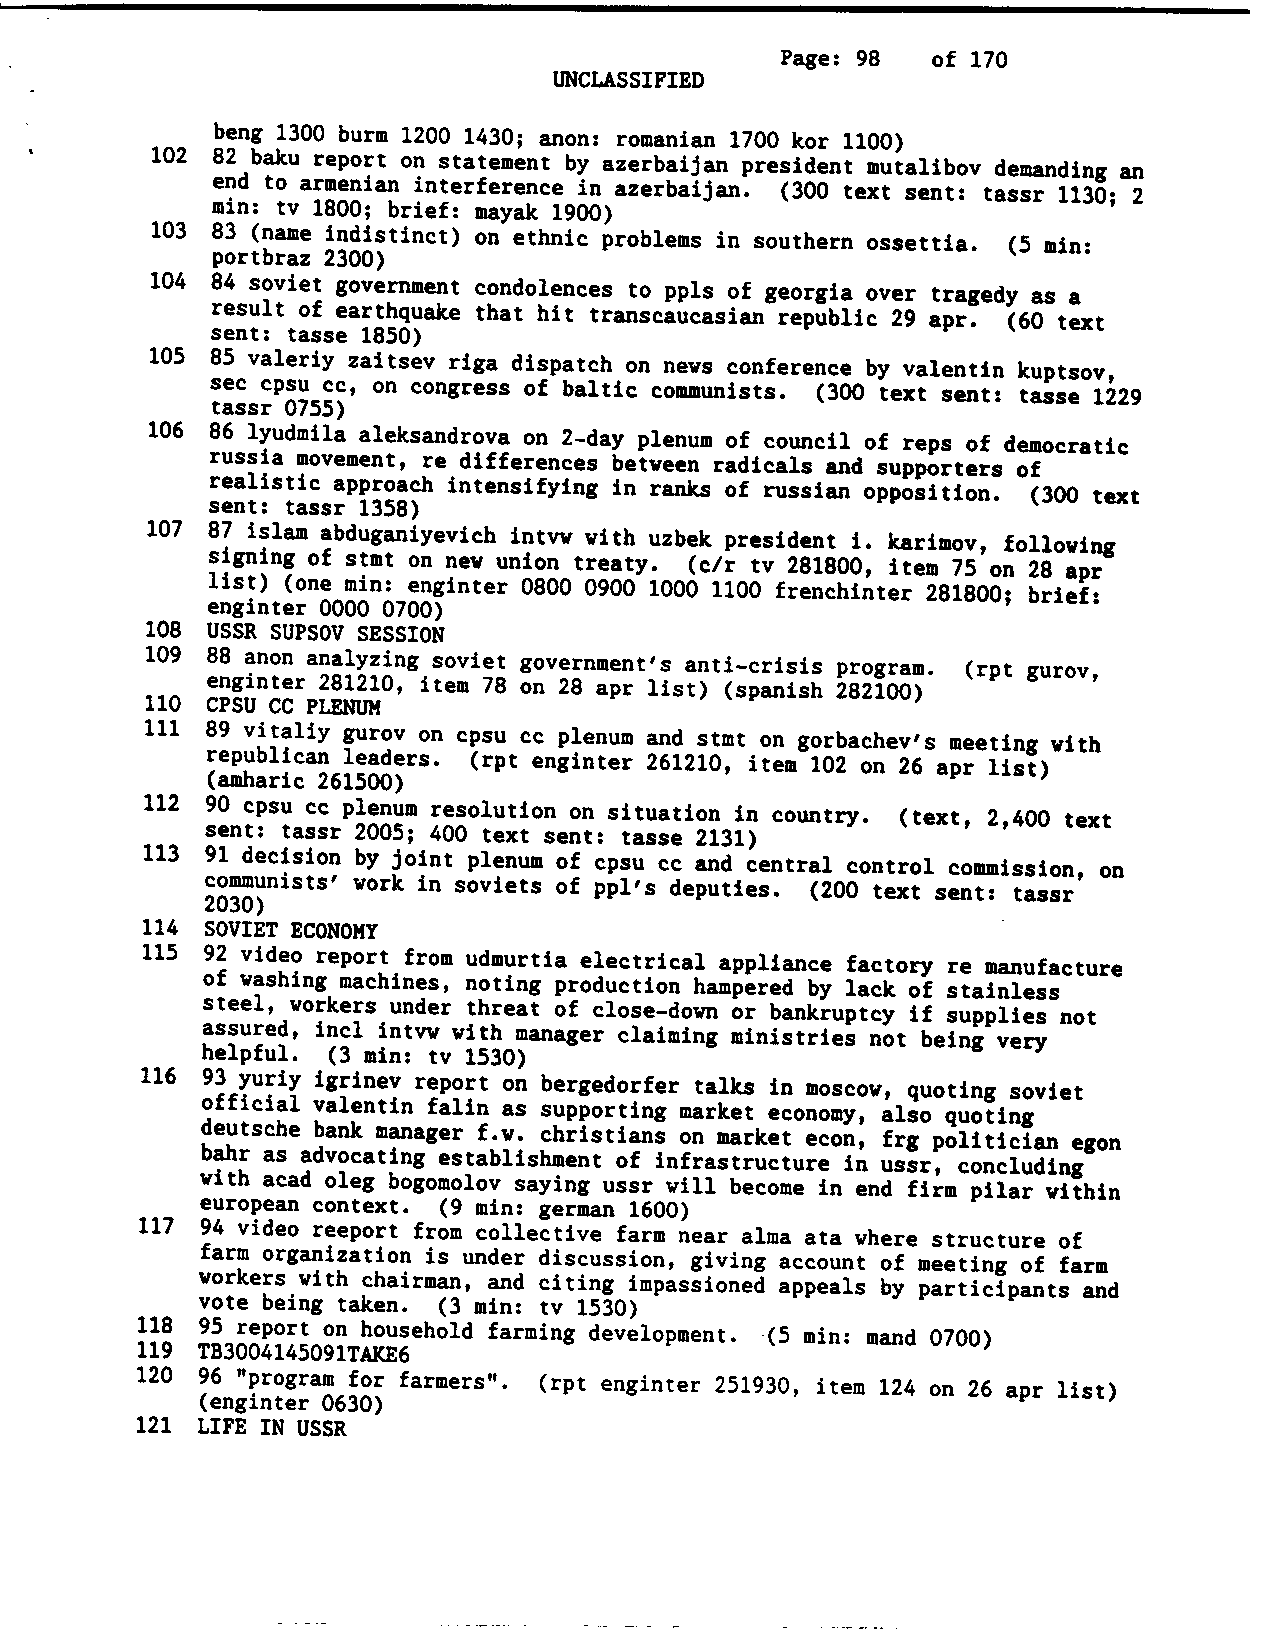 Page: 98 of 170
UNCLASSIFIED
beng 1300 burm 1200 1430; anon: romanian 1700 kor 1100)
102 82 baku report on statement by azerbaijan president mutalibov demanding an
end to armenian interference in azerbaijan. (300 text sent: tassr 1130; 2
min: tv 1800; brief: mayak 1900)
103 83 (name indistinct) on ethnic problems in southern ossettia. (5 min:
portbraz 2300)
104 84 soviet government condolences to ppls of georgia over tragedy as a
result of earthquake that hit transcaucasian republic 29 apr. (60 text
sent: tasse 1850)
105 85 valeriy zaitsev riga dispatch on news conference by valentin kuptsov,
sec cpsu cc, on congress of baltic communists. (300 text sent: tasse 1229
tassr 0755)
106 86 lyudmila aleksandrova on 2-day plenum of council of reps of democratic
russia movement, re differences between radicals and supporters of
realistic approach intensifying in ranks of russian opposition. (300 text
sent: tassr 1358)
107 87 islam abduganiyevich intvw with uzbek president i. karimov, following
signing of stmt on new union treaty. (c/r tv 281800, item 75 on 28 apr
list) (one min: enginter 0800 0900 1000 1100 frenchinter 281800; brief:
enginter 0000 0700)
108 USSR SUPSOV SESSION
109 88 anon analyzing soviet government's anti-crisis program. (rpt gurov,
enginter 281210, item 78 on 28 apr list) (spanish 282100)
110 CPSU CC PLENUM
111 89 vitaliy gurov on cpsu cc plenum and stmt on gorbachev's meeting with
republican leaders. (rpt enginter 261210, item 102 on 26 apr list)
(amharic 261500)
112 90 cpsu cc plenum resolution on situation in country. (text, 2,400 text
sent: tassr 2005; 400 text sent: tasse 2131)
113 91 decision by joint plenum of cpsu cc and central control commission, on
communists' work in soviets of ppl's deputies. (200 text sent: tassr
2030)
114 SOVIET ECONOMY
115 92 video report from udmurtia electrical appliance factory re manufacture
of washing machines, noting production hampered by lack of stainless
steel, workers under threat of close-down or bankruptcy if supplies not
assured, incl intvw with manager claiming ministries not being very
helpful. (3 min: tv 1530)
116 93 yuriy igrinev report on bergedorfer talks in moscow, quoting soviet
official valentin falin as supporting market economy, also quoting
deutsche bank manager f.w. christians on market econ, frg politician egon
bahr as advocating establishment of infrastructure in ussr, concluding
with acad oleg bogomolov saying ussr will become in end firm pilar within
european context. (9 min: german 1600)
117 94 video reeport from collective farm near alma ata where structure of
farm organization is under discussion, giving account of meeting of farm
workers with chairman, and citing impassioned appeals by participants and
vote being taken. (3 min: tv 1530)
118 95 report on household farming development. (5 min: mand 0700)
119 TB3004145091TAKE6
120 96 "program for farmers". (rpt enginter 251930, item 124 on 26 apr list)
(enginter 0630)
121 LIFE IN USSR